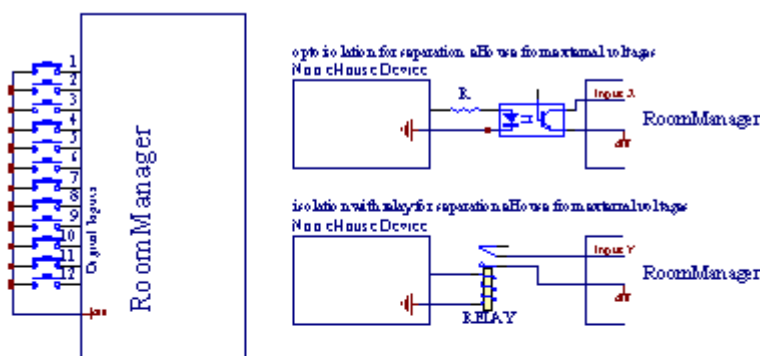 1
2
3
4
5
6
7
8
9
10
11
12
Digital Inputs
RoomManager
opto isolation for separation eHouse from external voltages
Non eHouse Device
R
Input X
RoomManager
isolation with relay for separation eHouse from external voltages
Non eHouse Device
Input Y
RoomManager
RELAY